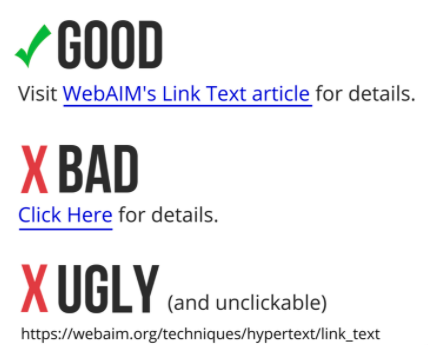 GOOD
Visit WebAIM's Link Text article for details.
X BAD
Click Here for details.
X UGLY (and unclickable)
https://webaim.org/techniques/hypertext/link_text